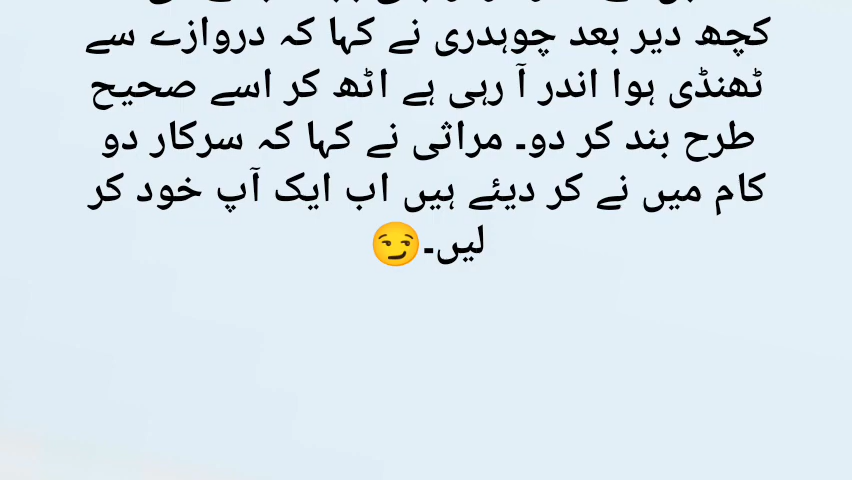 کچھ دیر بعد چوہدری نے کہا کہ دروازے سے
ٹھنڈی ہوا اندر آ رہی ہے اٹھ کر اسے صحیح
طرح بند کر دو۔ مراثی نے کہا کہ سرکار دو
کام میں نے کر دیئے ہیں اب ایک آپ خود کر
لیں۔😏